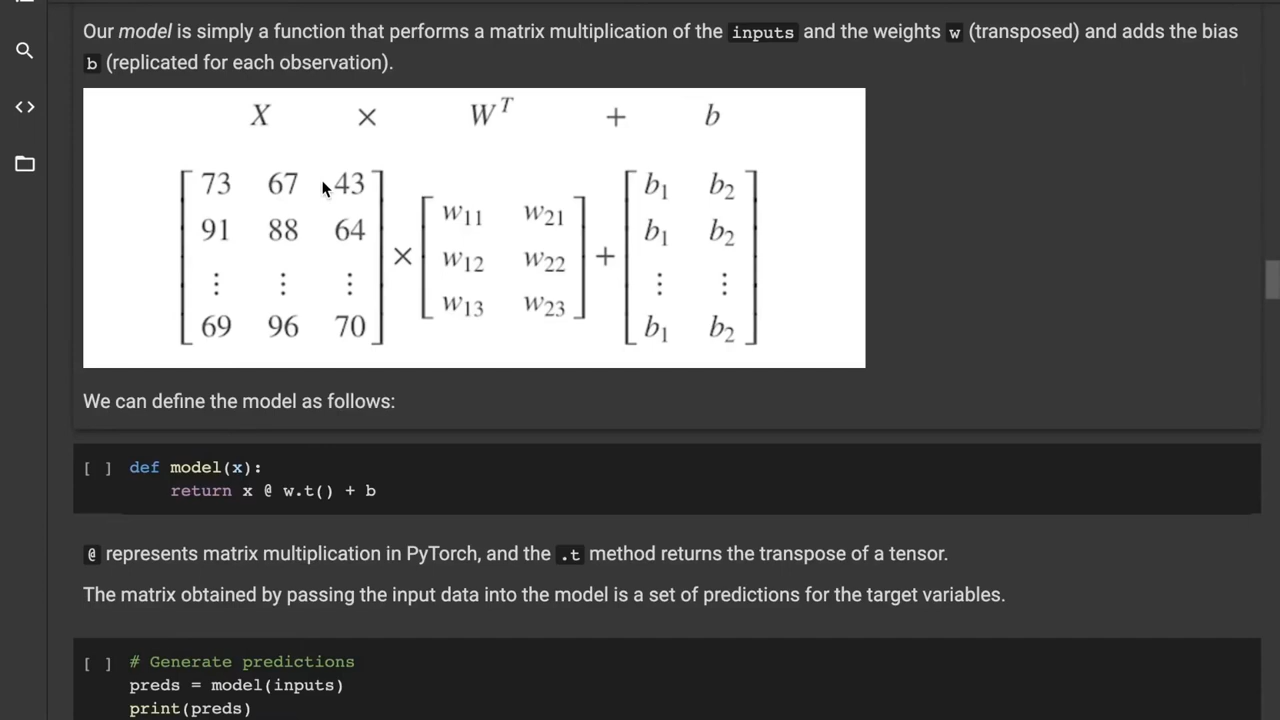 Our model is simply a function that performs a matrix multiplication of the inputs and the weights w (transposed) and adds the bias
b (replicated for each observation).
X × W^T + b
[73 67 43]
[91 88 64]
[⋮ ⋮ ⋮]
[69 96 70]
×
[w11 w21]
[w12 w22]
[w13 w23]
+
[b1 b2]
[b1 b2]
[⋮ ⋮]
[b1 b2]
We can define the model as follows:
[ ] def model(x):
    return x @ w.t() + b
@ represents matrix multiplication in PyTorch, and the .t method returns the transpose of a tensor.
The matrix obtained by passing the input data into the model is a set of predictions for the target variables.
[ ] # Generate predictions
preds = model(inputs)
print(preds)